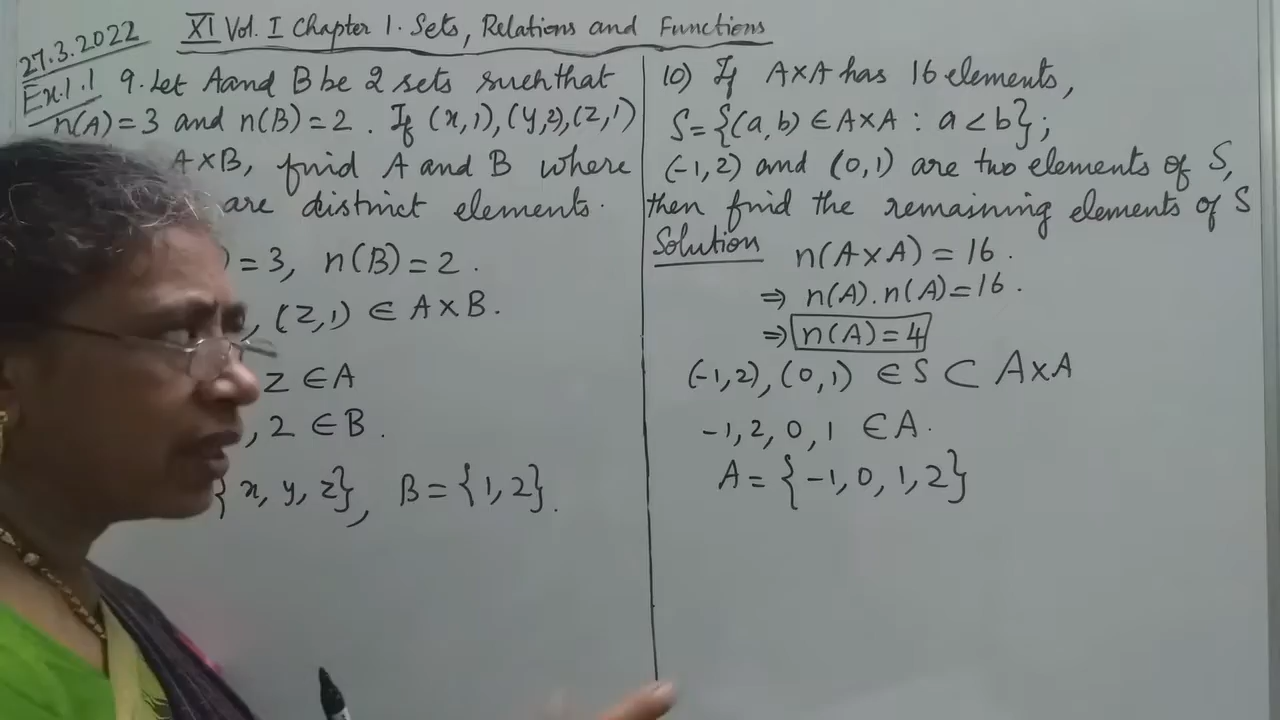 27.3.2022
XI Vol. I Chapter 1. Sets, Relations and Functions
Ex.1.1
9. Let A and B be 2 sets such that
n(A) = 3 and n(B) = 2. If (x,1), (y,2), (z,1)
A×B, find A and B where
are distinct elements.
) = 3, n(B) = 2.
, (z,1) ∈ A×B.
z ∈ A
, 2 ∈ B.
{x, y, z}, B = {1,2}.
10) If A×A has 16 elements,
S = {(a,b) ∈ A×A : a < b};
(-1,2) and (0,1) are two elements of S,
then find the remaining elements of S
Solution
n(A×A) = 16.
⇒ n(A).n(A) = 16.
⇒ n(A) = 4
(-1,2), (0,1) ∈ S ⊂ A×A
-1, 2, 0, 1 ∈ A.
A = {-1, 0, 1, 2}